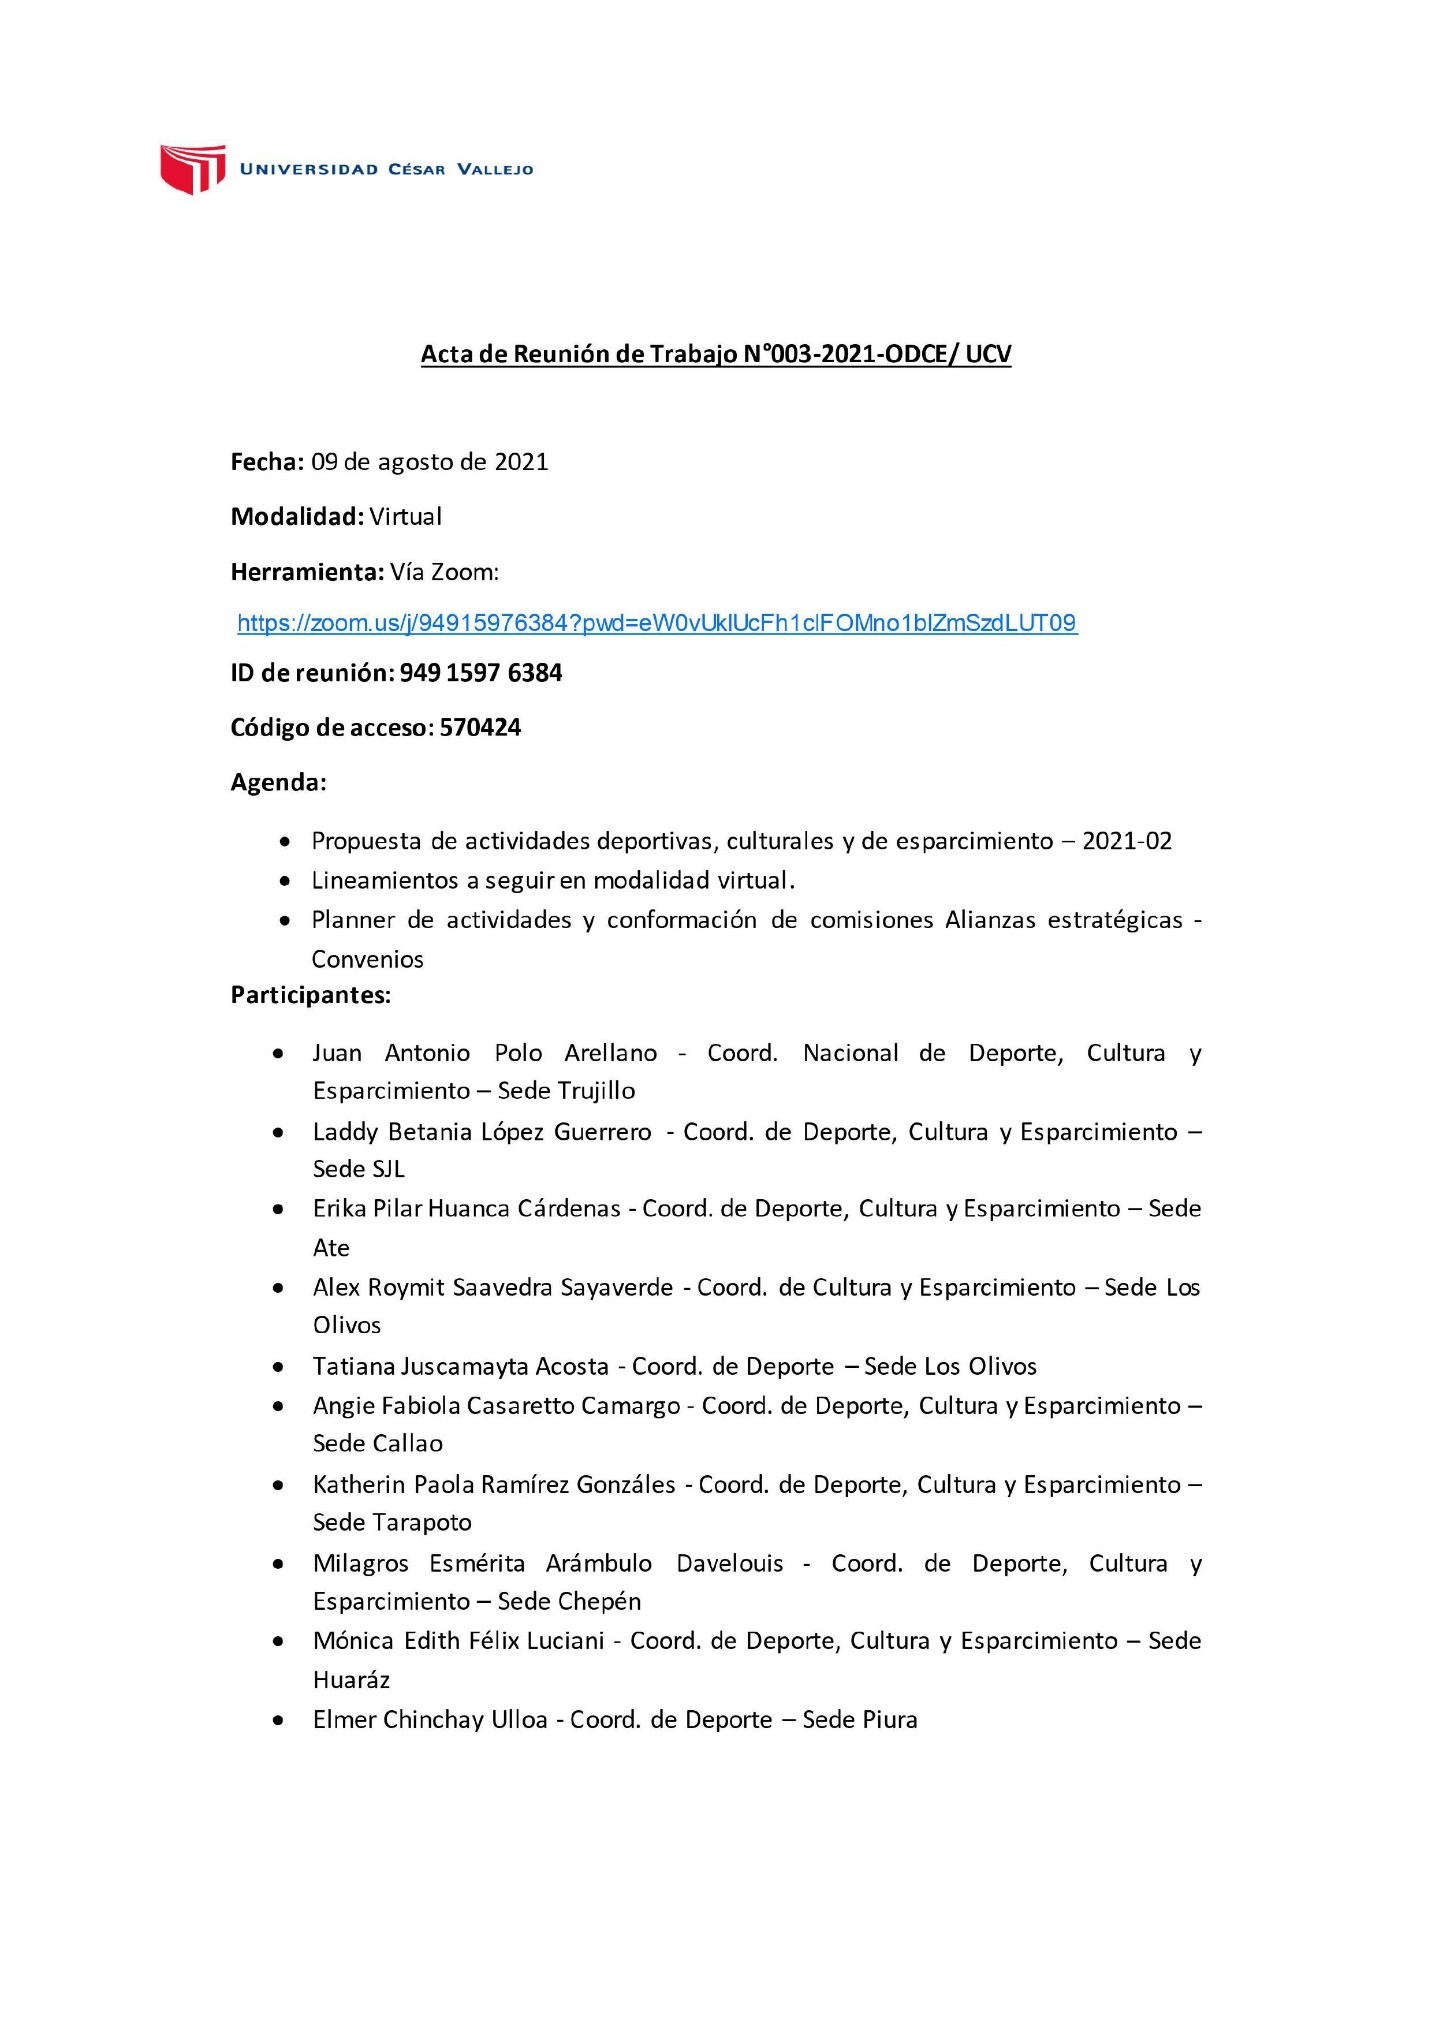 UNIVERSIDAD CÉSAR VALLEJO
Acta de Reunión de Trabajo N°003-2021-ODCE/ UCV
Fecha: 09 de agosto de 2021
Modalidad: Virtual
Herramienta: Vía Zoom:
https://zoom.us/j/94915976384?pwd=eW0vUklUcFh1clFOMno1blZmSzdLUT09
ID de reunión: 949 1597 6384
Código de acceso: 570424
Agenda:
• Propuesta de actividades deportivas, culturales y de esparcimiento – 2021-02
• Lineamientos a seguir en modalidad virtual.
• Planner de actividades y conformación de comisiones Alianzas estratégicas -
Convenios
Participantes:
• Juan Antonio Polo Arellano - Coord. Nacional de Deporte, Cultura y
Esparcimiento – Sede Trujillo
• Laddy Betania López Guerrero - Coord. de Deporte, Cultura y Esparcimiento –
Sede SJL
• Erika Pilar Huanca Cárdenas - Coord. de Deporte, Cultura y Esparcimiento – Sede
Ate
• Alex Roymit Saavedra Sayaverde - Coord. de Cultura y Esparcimiento – Sede Los
Olivos
• Tatiana Juscamayta Acosta - Coord. de Deporte – Sede Los Olivos
• Angie Fabiola Casaretto Camargo - Coord. de Deporte, Cultura y Esparcimiento –
Sede Callao
• Katherin Paola Ramírez Gonzáles - Coord. de Deporte, Cultura y Esparcimiento –
Sede Tarapoto
• Milagros Esmérita Arámbulo Davelouis - Coord. de Deporte, Cultura y
Esparcimiento – Sede Chepén
• Mónica Edith Félix Luciani - Coord. de Deporte, Cultura y Esparcimiento – Sede
Huaráz
• Elmer Chinchay Ulloa - Coord. de Deporte – Sede Piura